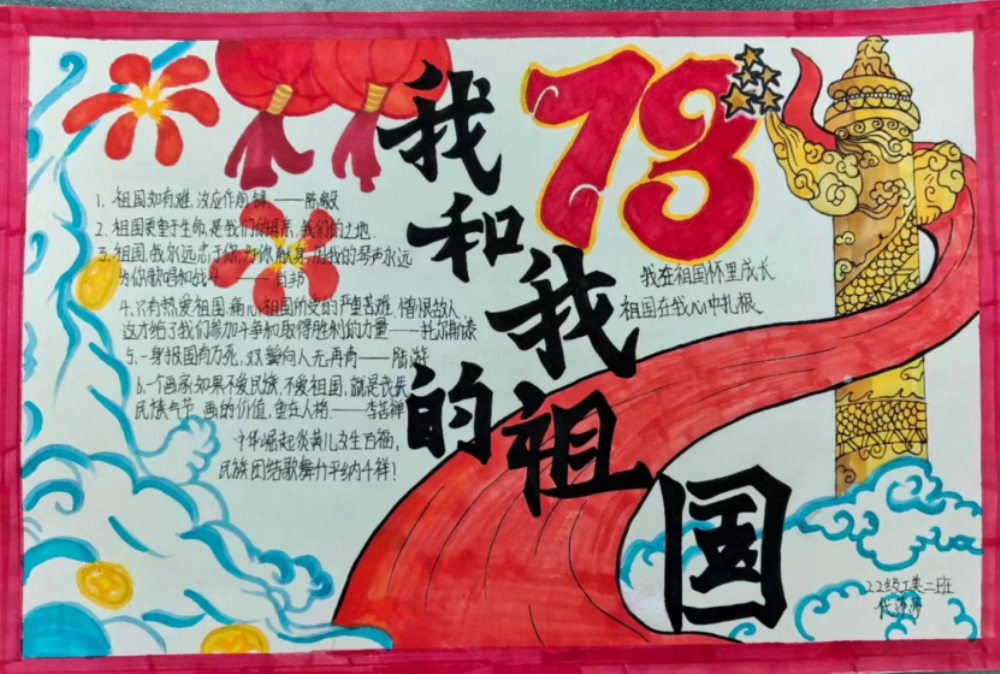 我和我的祖国
73
1. 祖国如有难,汝应作前锋 ——陈毅
2. 祖国更重于生命,是我们的母亲,我们的土地.
3. 祖国,我永远忠于你,为你献身,用我的琴声永远
为你歌唱和战斗 —— 肖邦
4.只有热爱祖国,痛心祖国所受的严重苦难,憎恨敌人
这才给了我们参加斗争和取得胜利的力量——托尔斯泰
5.一身报国有万死,双鬓向人无再青——陆游
6.一个画家如果不爱民族,不爱祖国,就是丧失
民族气节.画的价值,重在人格.——李苦禅
中华崛起炎黄儿女生百福,
民族团结歌舞升平纳千祥!
我在祖国怀里成长
祖国在我心中扎根
22级工美二班